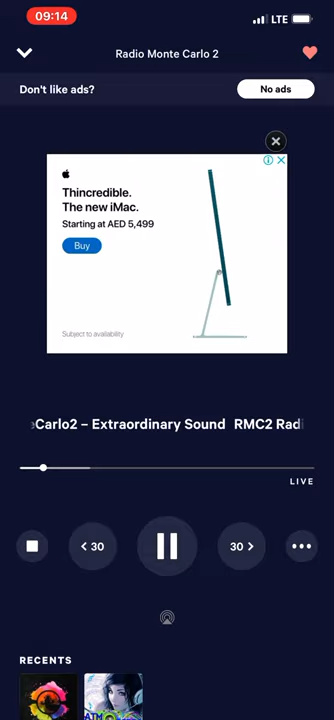 09:14
LTE
Radio Monte Carlo 2
Don't like ads?
No ads
Thincredible.
The new iMac.
Starting at AED 5,499
Buy
Subject to availability
Carlo2 – Extraordinary Sound RMC2 Radi
LIVE
< 30
30 >
RECENTS